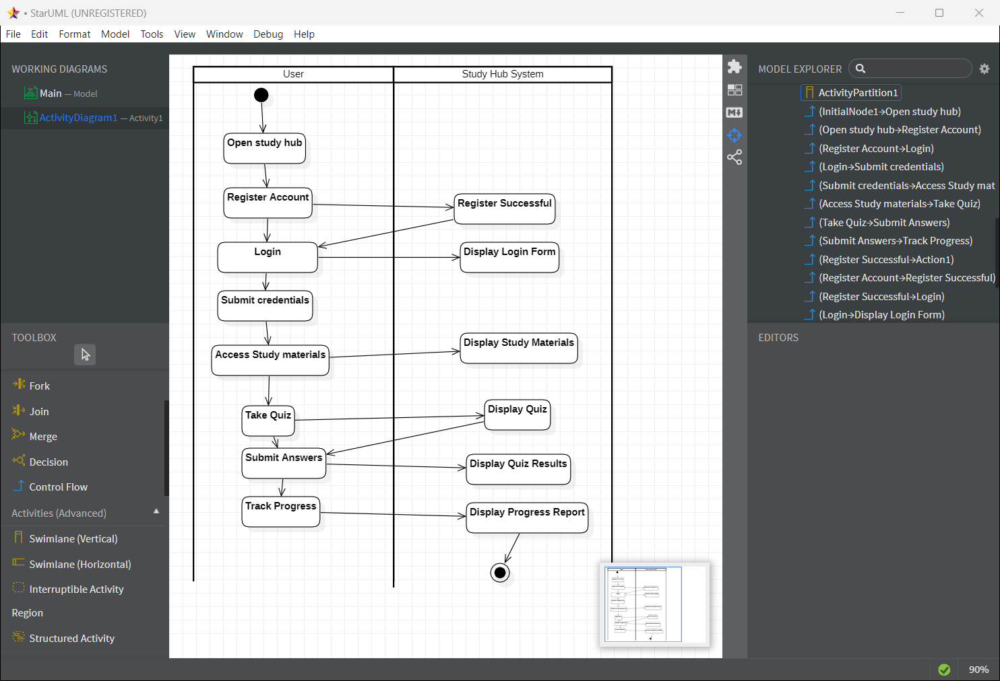 • StarUML (UNREGISTERED)
File Edit Format Model Tools View Window Debug Help
WORKING DIAGRAMS
Main — Model
ActivityDiagram1 — Activity1
TOOLBOX
Fork
Join
Merge
Decision
Control Flow
Activities (Advanced)
Swimlane (Vertical)
Swimlane (Horizontal)
Interruptible Activity
Region
Structured Activity
User
Study Hub System
Open study hub
Register Account
Register Successful
Login
Display Login Form
Submit credentials
Access Study materials
Display Study Materials
Take Quiz
Display Quiz
Submit Answers
Display Quiz Results
Track Progress
Display Progress Report
M
MODEL EXPLORER
ActivityPartition1
(InitialNode1→Open study hub)
(Open study hub→Register Account)
(Register Account→Login)
(Login→Submit credentials)
(Submit credentials→Access Study mat
(Access Study materials→Take Quiz)
(Take Quiz→Submit Answers)
(Submit Answers→Track Progress)
(Register Successful→Action1)
(Register Account→Register Successful)
(Register Successful→Login)
(Login→Display Login Form)
EDITORS
90%